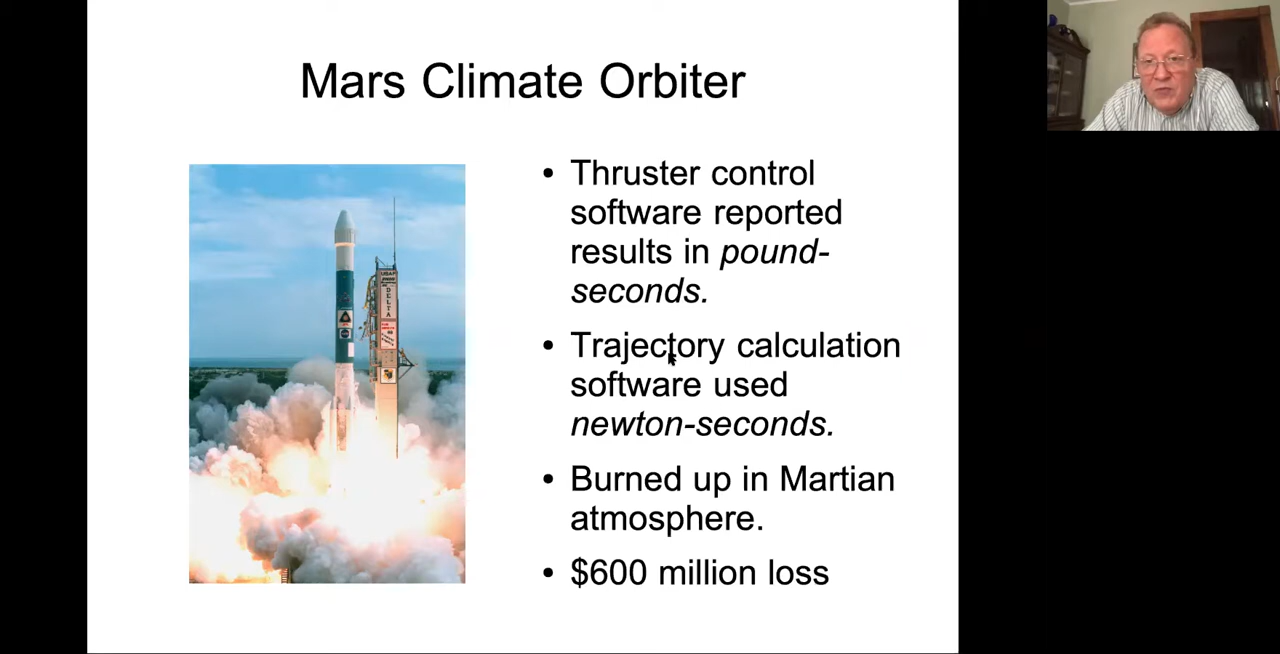 Mars Climate Orbiter
• Thruster control
software reported
results in pound-
seconds.
• Trajectory calculation
software used
newton-seconds.
• Burned up in Martian
atmosphere.
• $600 million loss
DELTA